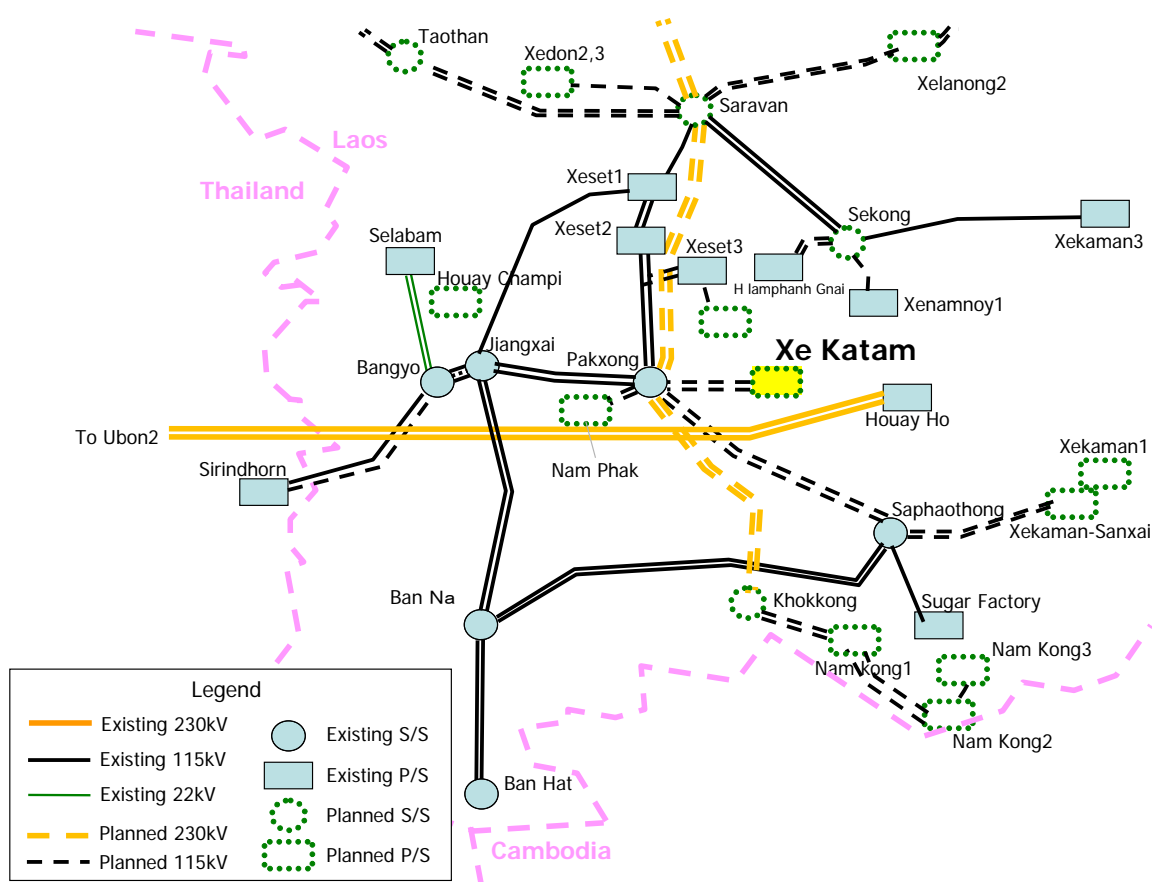 Taothan
Xedon2,3
Xelanong2
Saravan
Laos
Thailand
Xeset1
Sekong
Xekaman3
Selabam
Xeset2
Xeset3
Houay Champi
H lamphanh Gnai
Xenamnoy1
Jiangxai
Pakxong
Xe Katam
Bangyo
Houay Ho
To Ubon2
Xekaman1
Sirindhorn
Nam Phak
Saphaothong
Xekaman-Sanxai
Ban Na
Khokkong
Sugar Factory
Nam kong1
Nam Kong3
Nam Kong2
Ban Hat
Cambodia
Legend
Existing 230kV
Existing S/S
Existing 115kV
Existing P/S
Existing 22kV
Planned S/S
Planned 230kV
Planned P/S
Planned 115kV